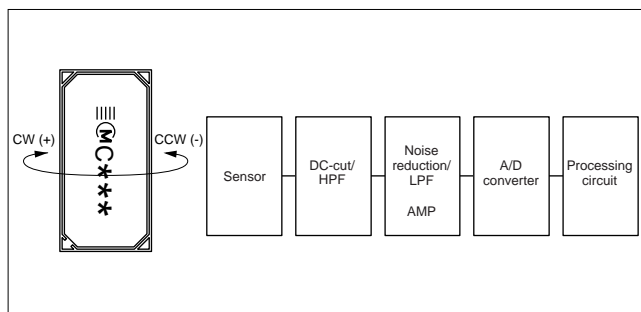 CW (+)
CCW (-)
MC***
Sensor
DC-cut/
HPF
Noise
reduction/
LPF
AMP
A/D
converter
Processing
circuit